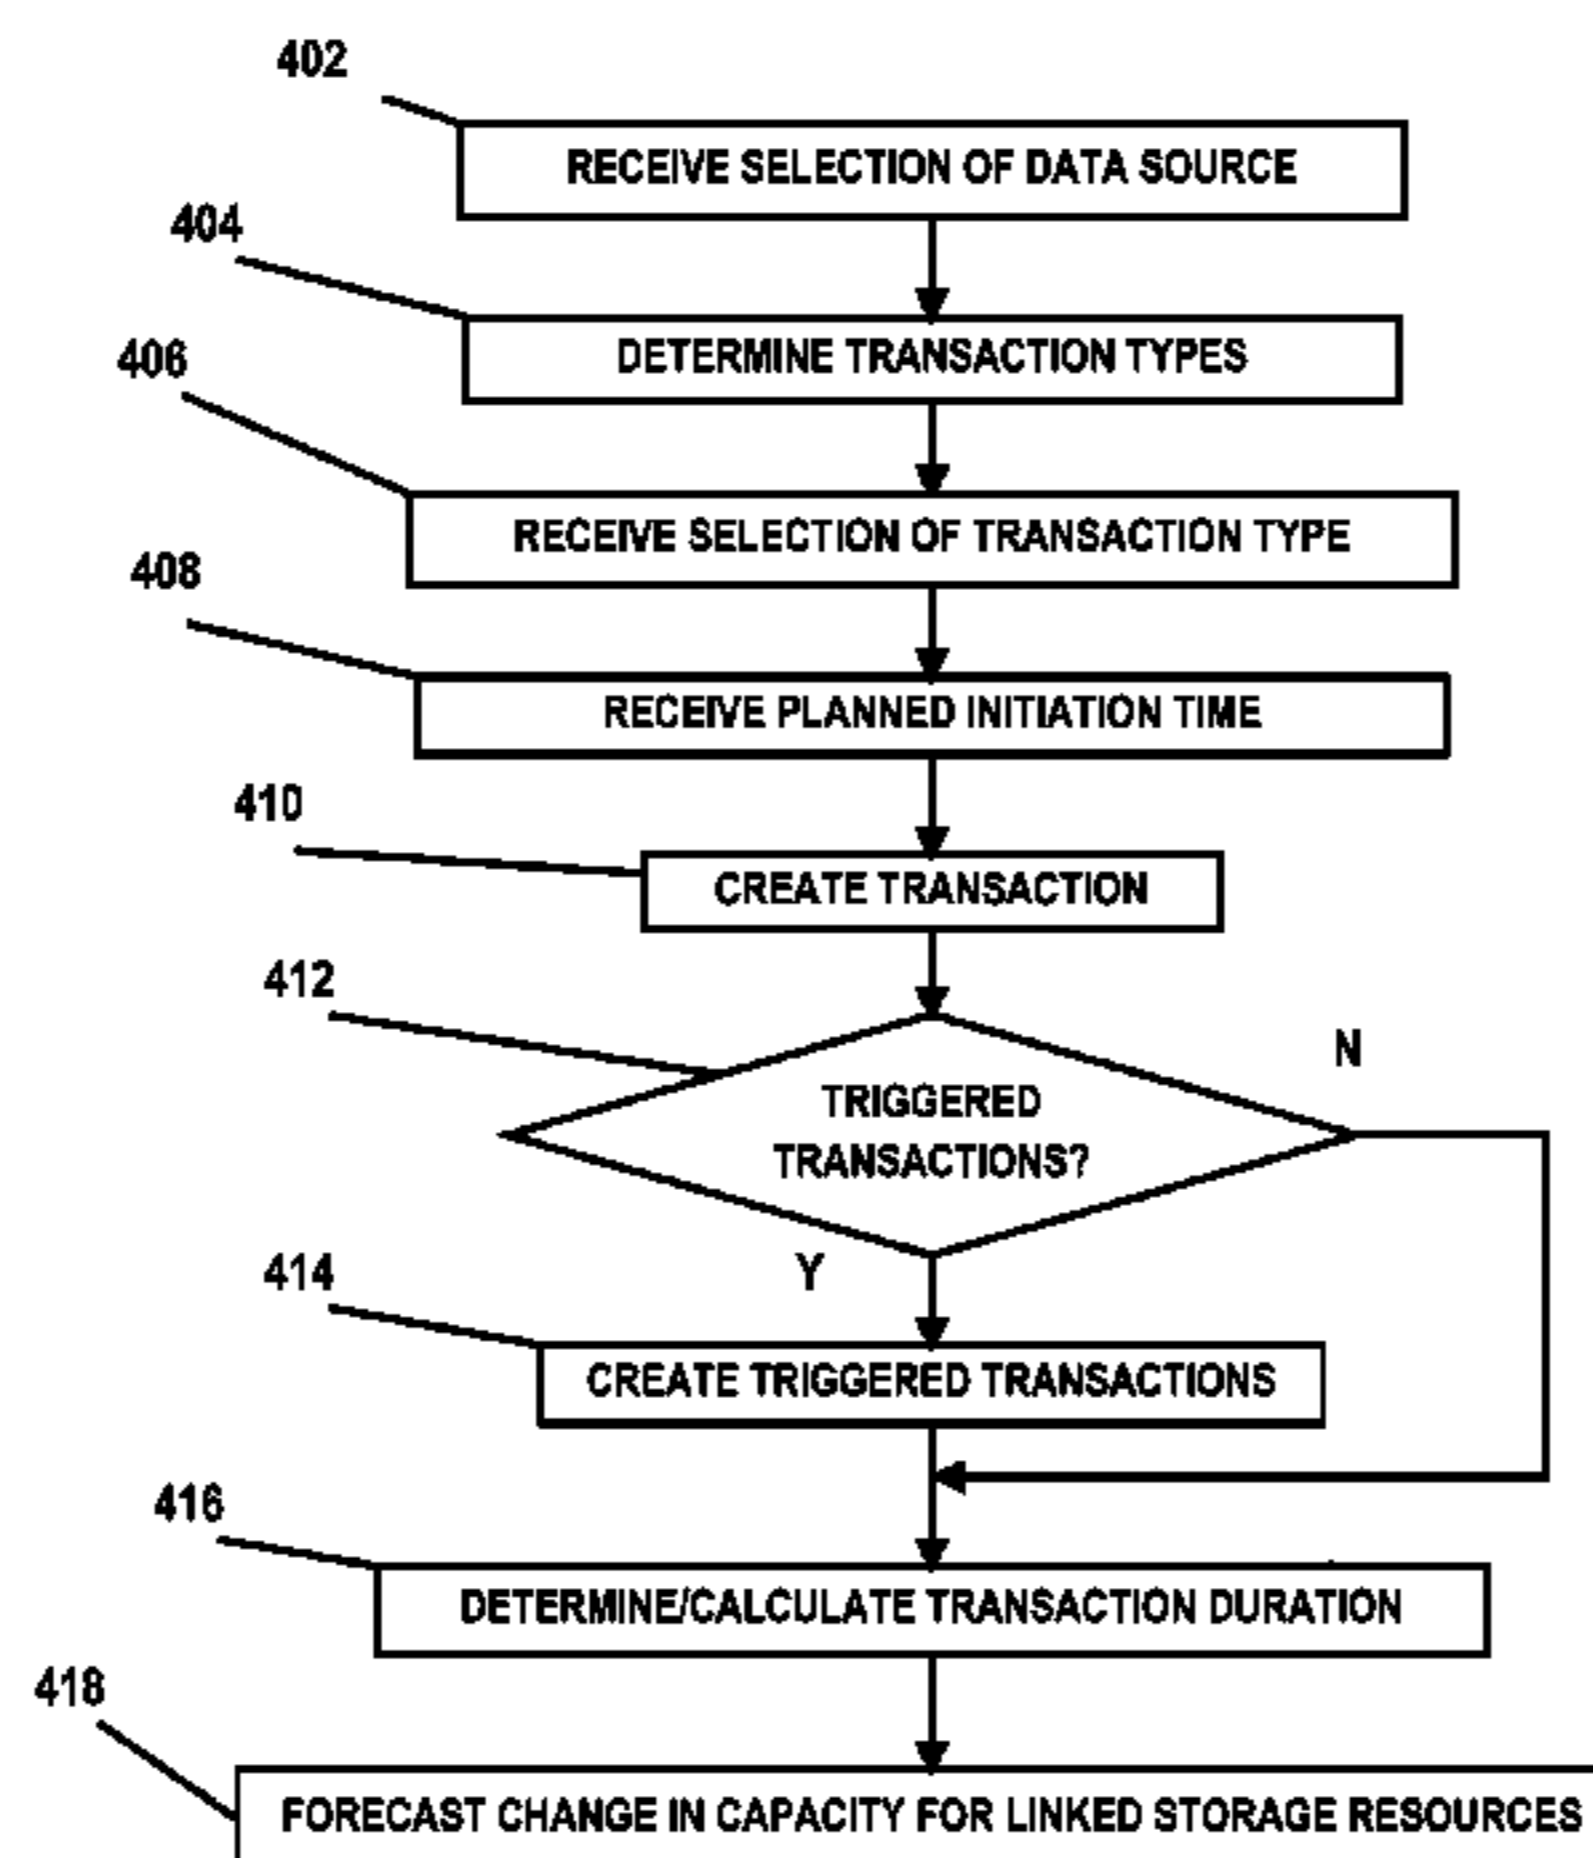 402
RECEIVE SELECTION OF DATA SOURCE
404
DETERMINE TRANSACTION TYPES
406
RECEIVE SELECTION OF TRANSACTION TYPE
408
RECEIVE PLANNED INITIATION TIME
410
CREATE TRANSACTION
412
TRIGGERED
TRANSACTIONS?
N
Y
414
CREATE TRIGGERED TRANSACTIONS
416
DETERMINE/CALCULATE TRANSACTION DURATION
418
FORECAST CHANGE IN CAPACITY FOR LINKED STORAGE RESOURCES